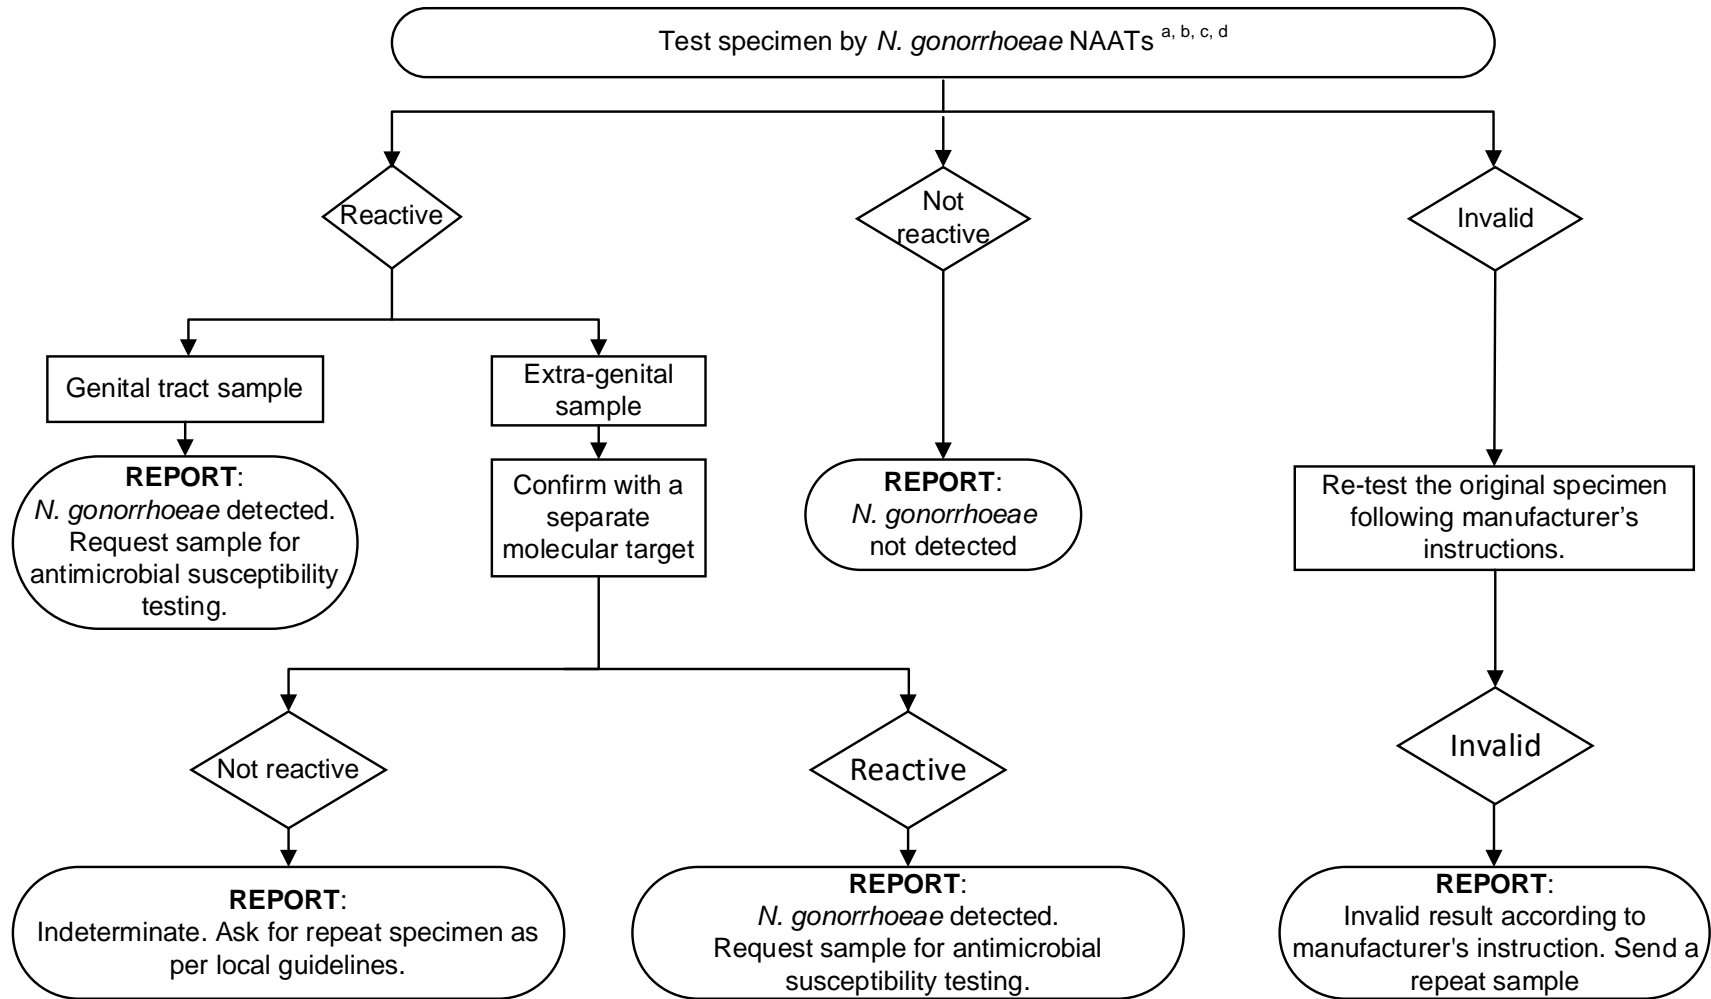 Test specimen by N. gonorrhoeae NAATs a, b, c, d
Reactive
Not
reactive
Invalid
Genital tract sample
Extra-genital
sample
REPORT:
N. gonorrhoeae detected.
Request sample for
antimicrobial susceptibility
testing.
Confirm with a
separate
molecular target
REPORT:
N. gonorrhoeae
not detected
Re-test the original specimen
following manufacturer’s
instructions.
Not reactive
Reactive
Invalid
REPORT:
Indeterminate. Ask for repeat specimen as
per local guidelines.
REPORT:
N. gonorrhoeae detected.
Request sample for antimicrobial
susceptibility testing.
REPORT:
Invalid result according to
manufacturer's instruction. Send a
repeat sample